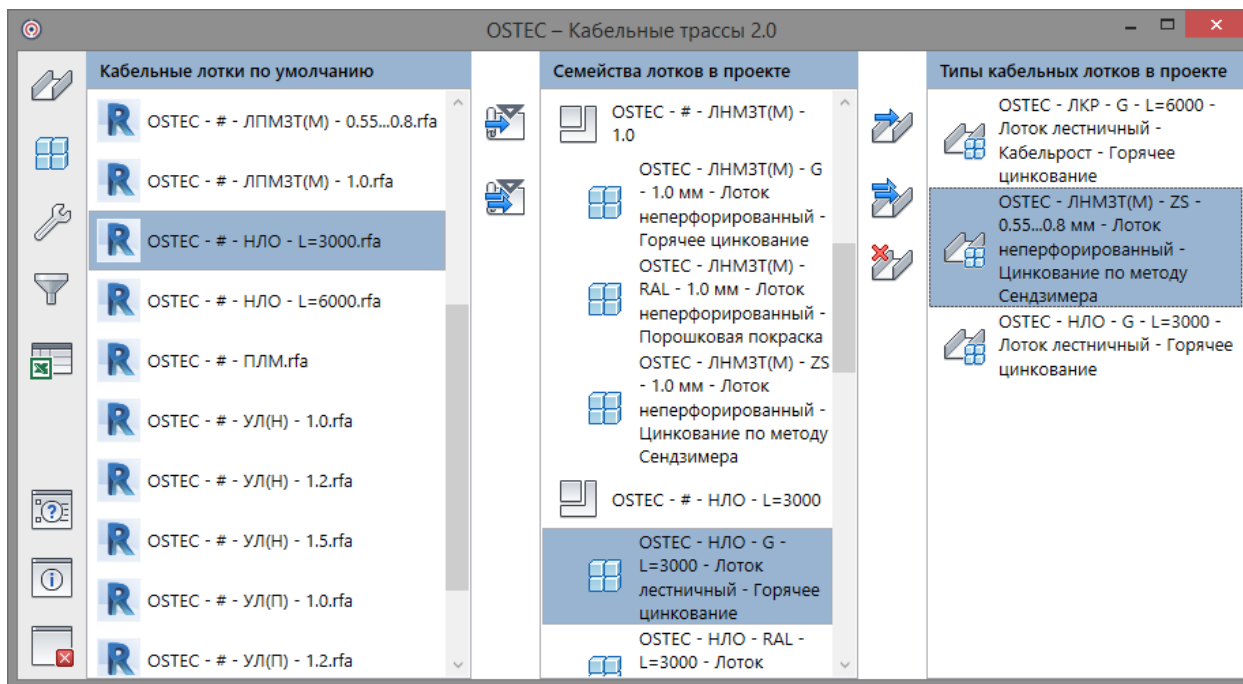 OSTEC – Кабельные трассы 2.0
Кабельные лотки по умолчанию
OSTEC - # - ЛПМЗТ(М) - 0.55...0.8.rfa
OSTEC - # - ЛПМЗТ(М) - 1.0.rfa
OSTEC - # - НЛО - L=3000.rfa
OSTEC - # - НЛО - L=6000.rfa
OSTEC - # - ПЛМ.rfa
OSTEC - # - УЛ(Н) - 1.0.rfa
OSTEC - # - УЛ(Н) - 1.2.rfa
OSTEC - # - УЛ(Н) - 1.5.rfa
OSTEC - # - УЛ(П) - 1.0.rfa
OSTEC - # - УЛ(П) - 1.2.rfa
Семейства лотков в проекте
OSTEC - # - ЛНМЗТ(М) -
1.0
OSTEC - ЛНМЗТ(М) - G
- 1.0 мм - Лоток
неперфорированный -
Горячее цинкование
OSTEC - ЛНМЗТ(М) -
RAL - 1.0 мм - Лоток
неперфорированный -
Порошковая покраска
OSTEC - ЛНМЗТ(М) - ZS
- 1.0 мм - Лоток
неперфорированный -
Цинкование по методу
Сендзимера
OSTEC - # - НЛО - L=3000
OSTEC - НЛО - G -
L=3000 - Лоток
лестничный - Горячее
цинкование
OSTEC - НЛО - RAL -
L=3000 - Лоток
Типы кабельных лотков в проекте
OSTEC - ЛКР - G - L=6000 -
Лоток лестничный -
Кабельрост - Горячее
цинкование
OSTEC - ЛНМЗТ(М) - ZS -
0.55...0.8 мм - Лоток
неперфорированный -
Цинкование по методу
Сендзимера
OSTEC - НЛО - G - L=3000 -
Лоток лестничный - Горячее
цинкование